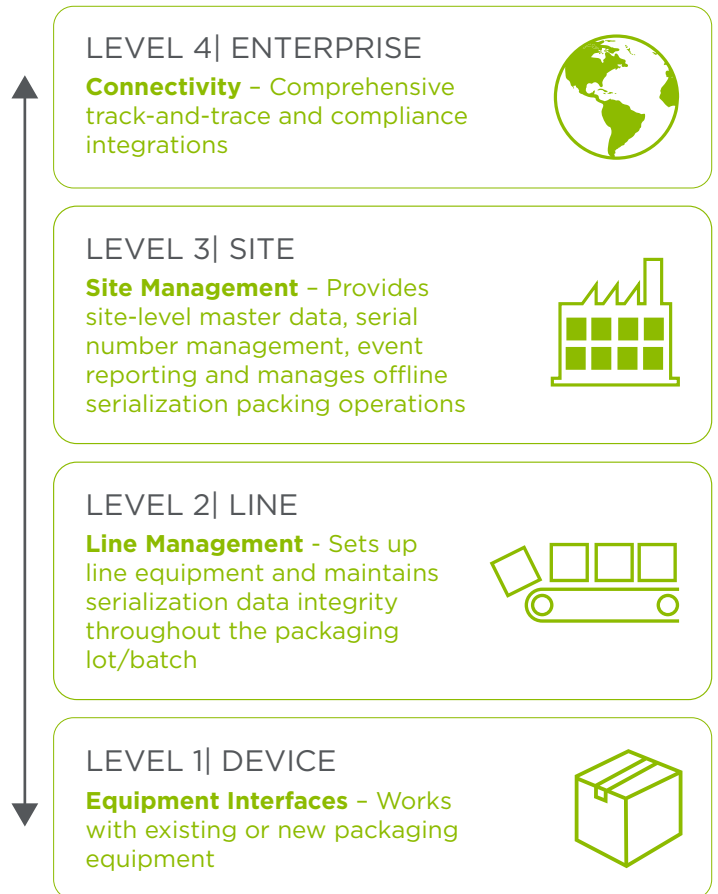 LEVEL 4| ENTERPRISE
Connectivity – Comprehensive
track-and-trace and compliance
integrations
LEVEL 3| SITE
Site Management – Provides
site-level master data, serial
number management, event
reporting and manages offline
serialization packing operations
LEVEL 2| LINE
Line Management - Sets up
line equipment and maintains
serialization data integrity
throughout the packaging
lot/batch
LEVEL 1| DEVICE
Equipment Interfaces – Works
with existing or new packaging
equipment